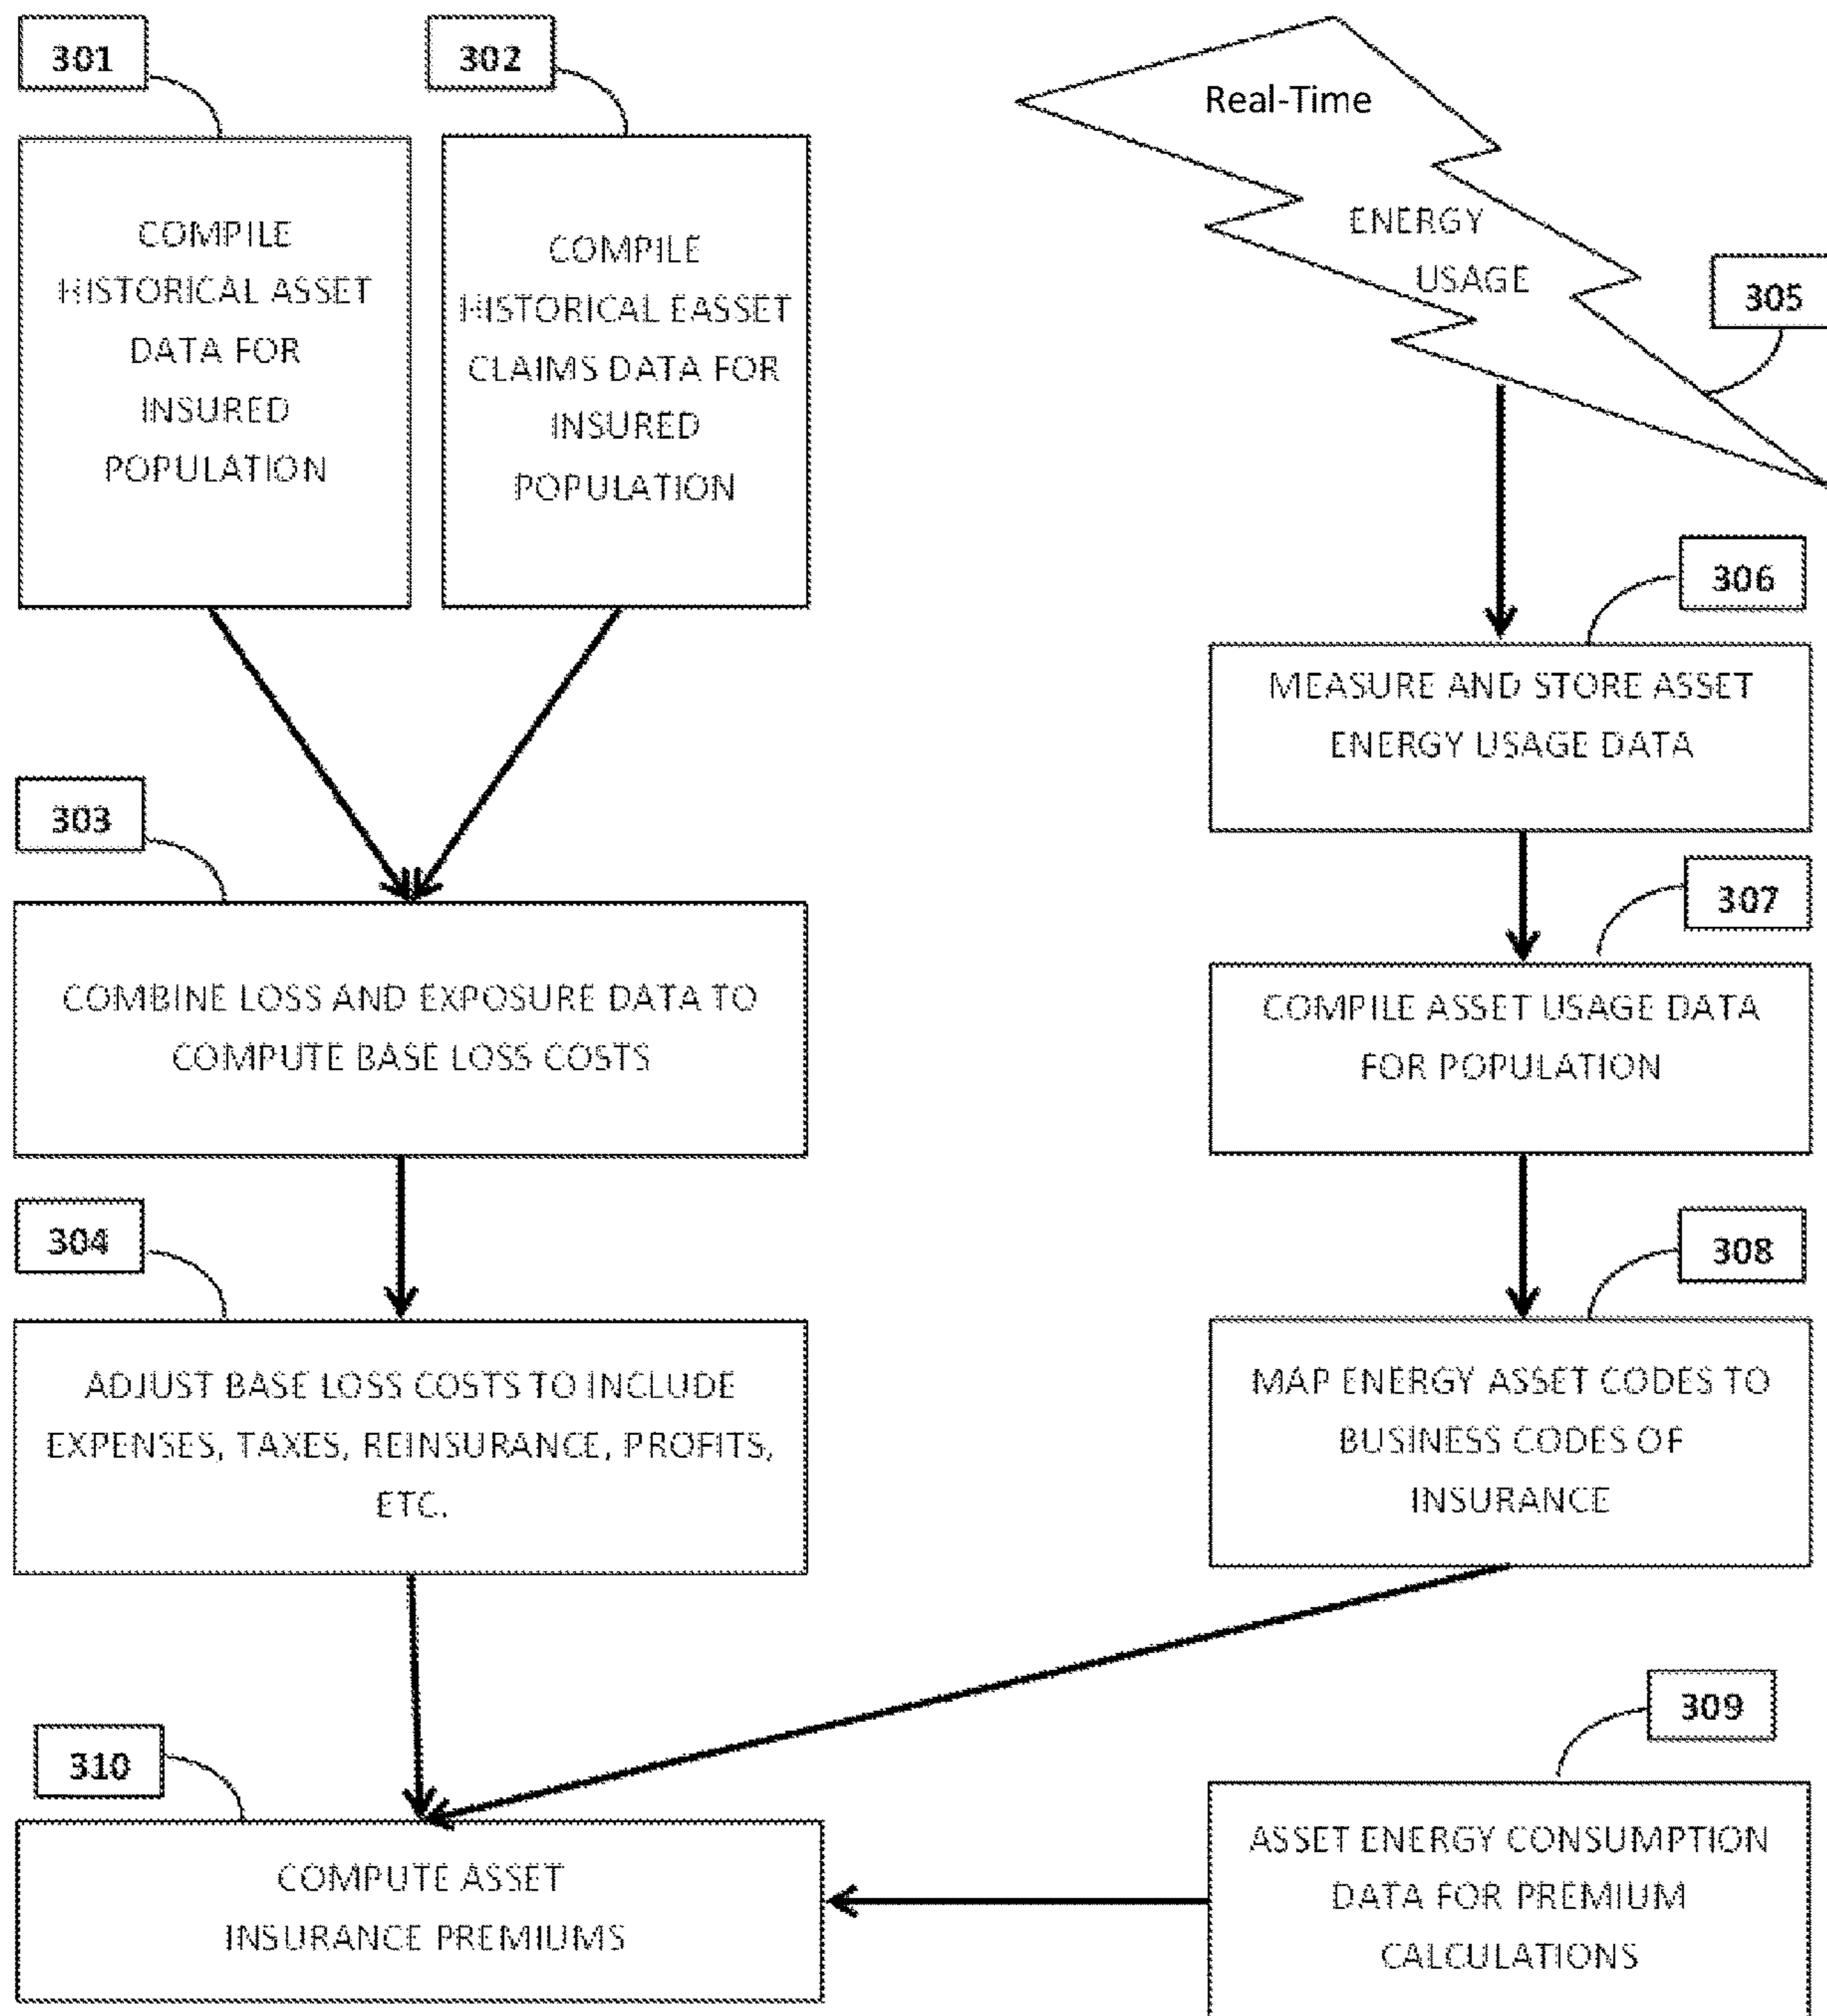 301
COMPILE
HISTORICAL ASSET
DATA FOR
INSURED
POPULATION
302
COMPILE
HISTORICAL EASSET
CLAIMS DATA FOR
INSURED
POPULATION
Real-Time
ENERGY
USAGE
305
306
MEASURE AND STORE ASSET
ENERGY USAGE DATA
303
COMBINE LOSS AND EXPOSURE DATA TO
COMPUTE BASE LOSS COSTS
307
COMPILE ASSET USAGE DATA
FOR POPULATION
304
ADJUST BASE LOSS COSTS TO INCLUDE
EXPENSES, TAXES, REINSURANCE, PROFITS,
ETC.
308
MAP ENERGY ASSET CODES TO
BUSINESS CODES OF
INSURANCE
309
ASSET ENERGY CONSUMPTION
DATA FOR PREMIUM
CALCULATIONS
310
COMPUTE ASSET
INSURANCE PREMIUMS